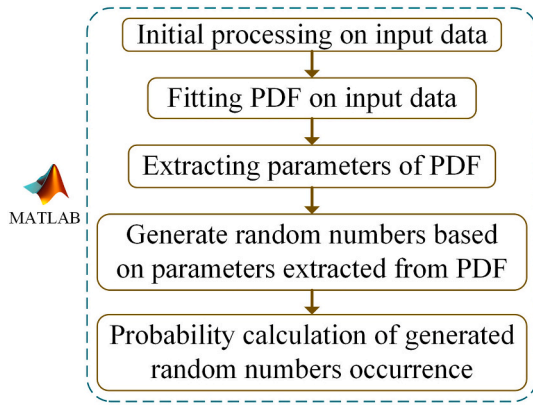 Initial processing on input data
Fitting PDF on input data
Extracting parameters of PDF
MATLAB
Generate random numbers based
on parameters extracted from PDF
Probability calculation of generated
random numbers occurrence